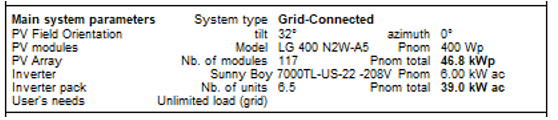 Main system parameters System type Grid-Connected
PV Field Orientation tilt 32° azimuth 0°
PV modules Model LG 400 N2W-A5 Pnom 400 Wp
PV Array Nb. of modules 117 Pnom total 46.8 kWp
Inverter Sunny Boy 7000TL-US-22 -208V Pnom 6.00 kW ac
Inverter pack Nb. of units 6.5 Pnom total 39.0 kW ac
User's needs Unlimited load (grid)